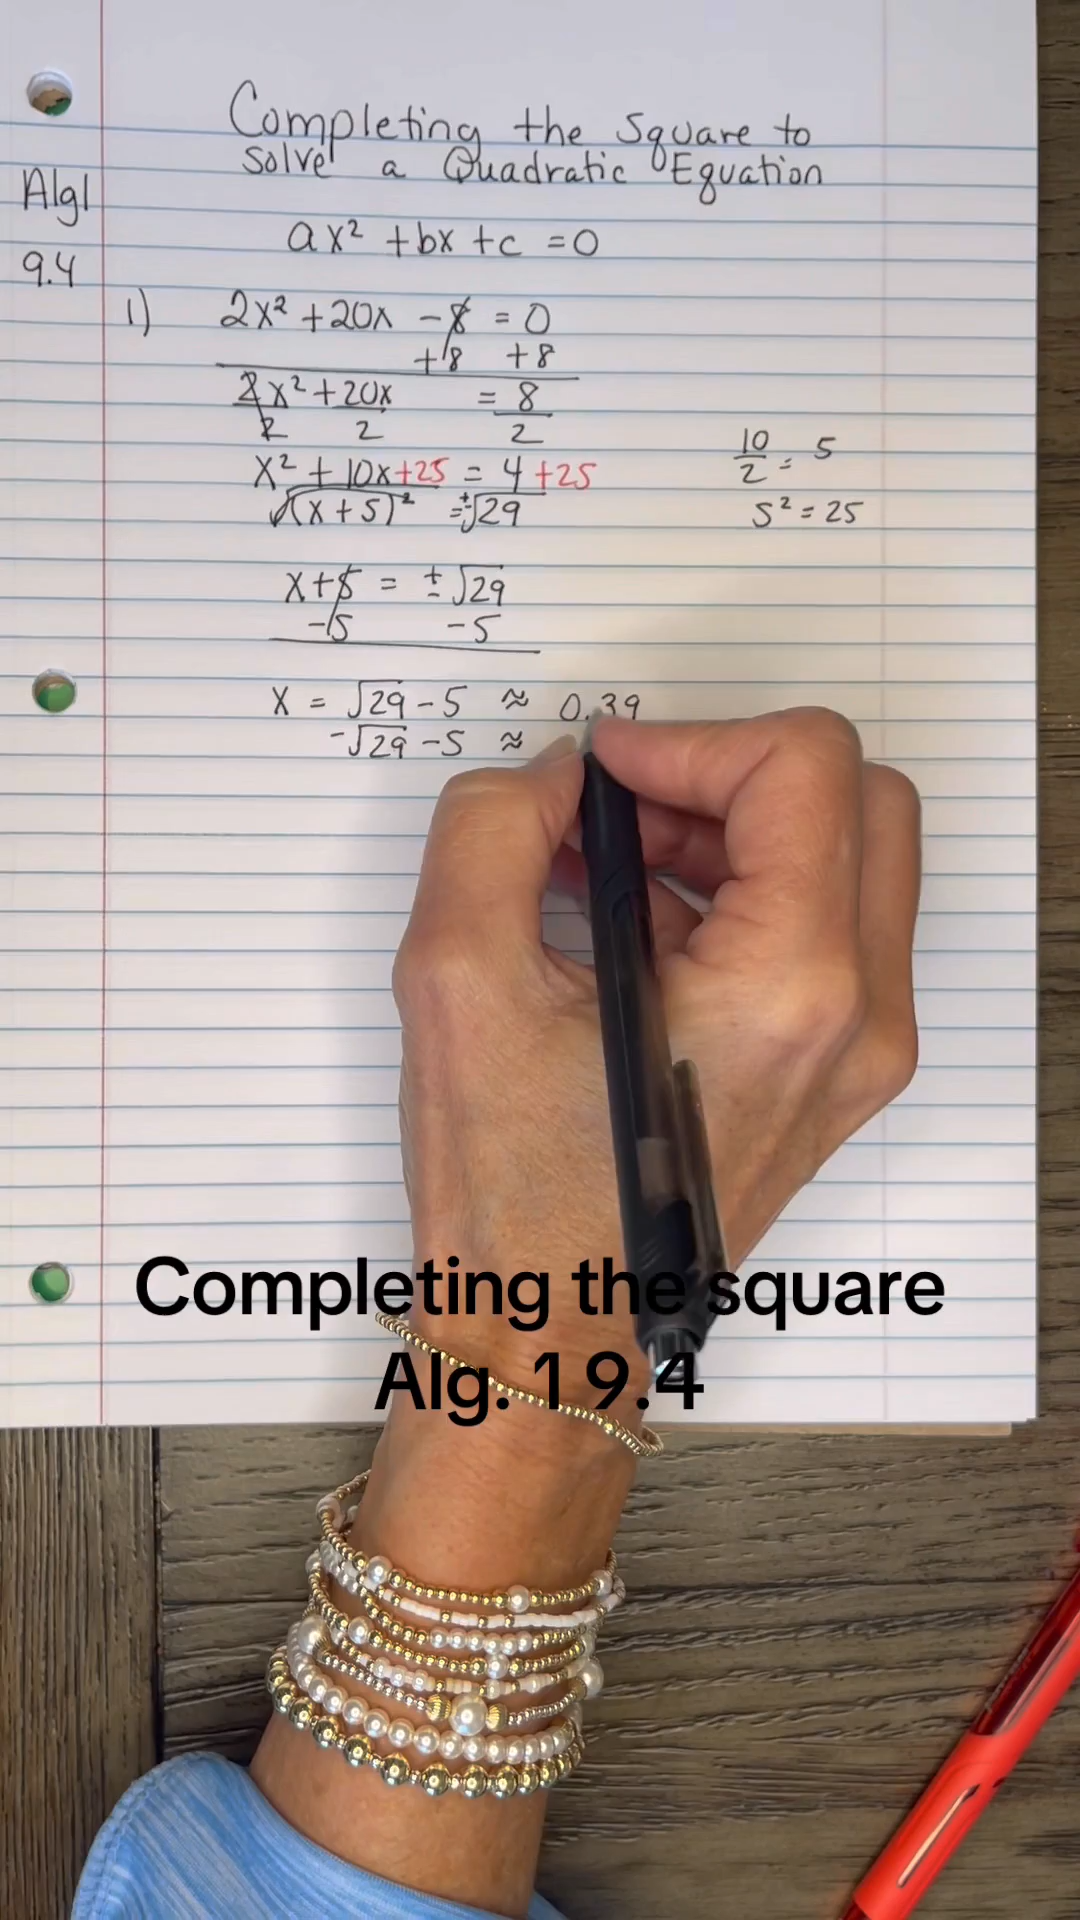 Completing the Square to
solve a Quadratic Equation
Alg1
9.4
ax² + bx + c = 0
1) 2x² + 20x - 8 = 0
+8 +8
2x² + 20x = 8
2 2 2
x² + 10x +25 = 4 +25
√(x + 5)² = ±√29
10/2 = 5
5² = 25
x + 5 = ±√29
-5 -5
x = √29 - 5 ≈ 0.39
-√29 - 5 ≈
Completing the square
Alg. 1 9.4